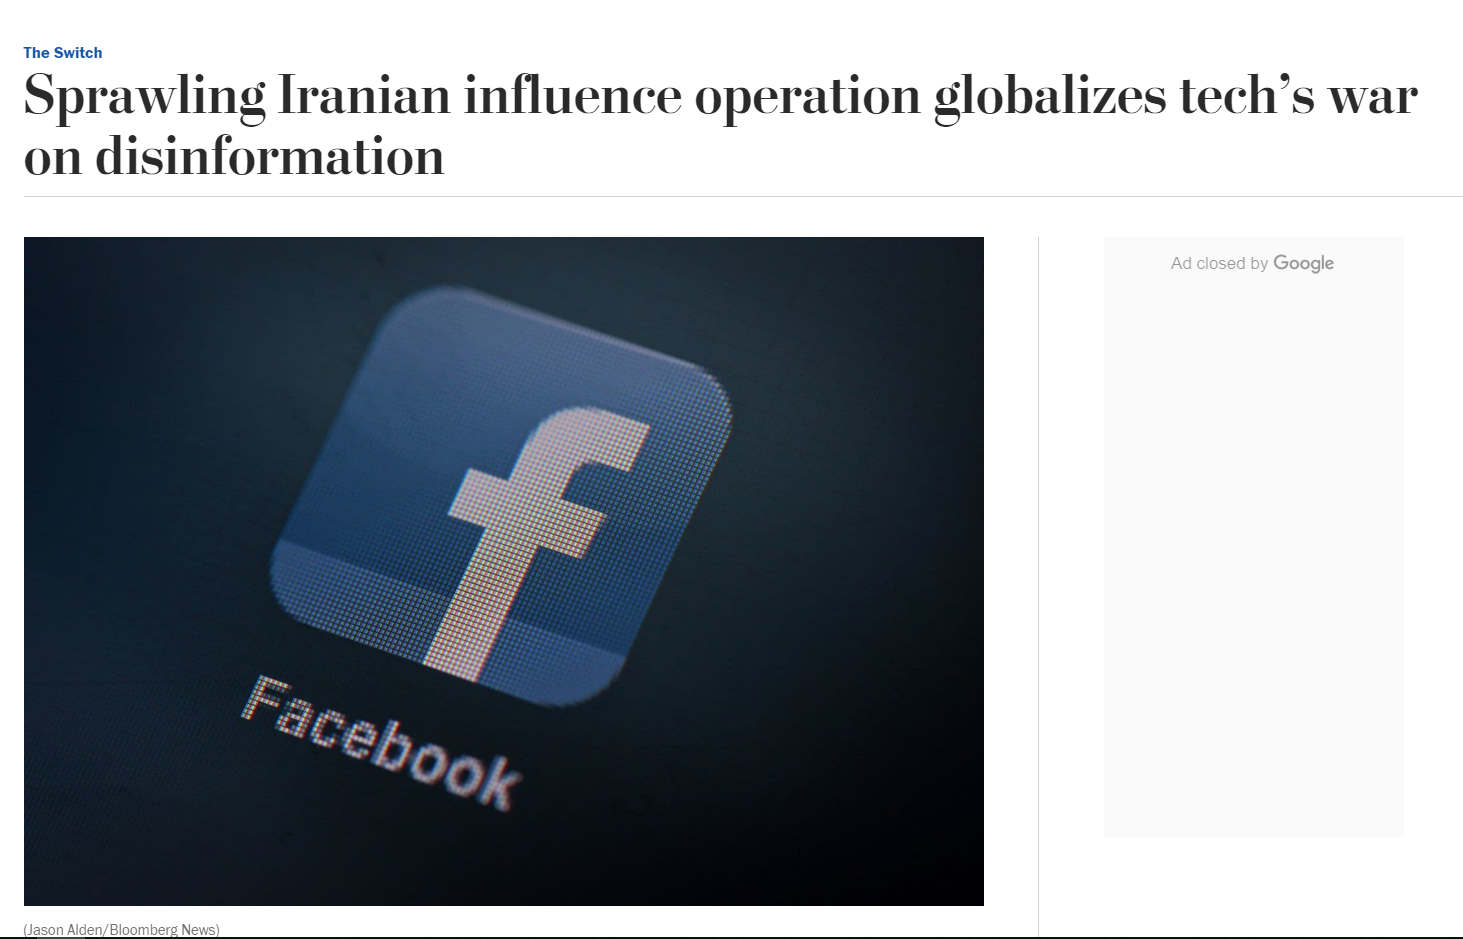 The Switch
Sprawling Iranian influence operation globalizes tech’s war
on disinformation
Ad closed by Google
f
Facebook
(Jason Alden/Bloomberg News)